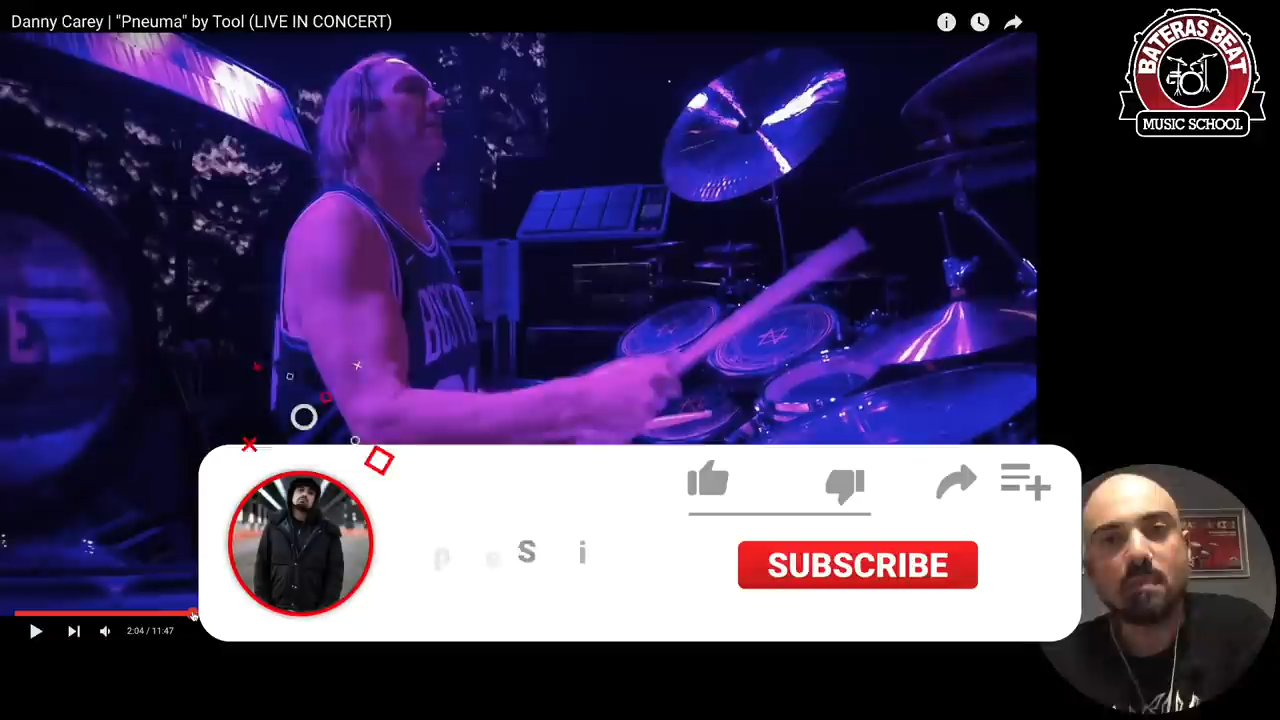 Danny Carey | "Pneuma" by Tool (LIVE IN CONCERT)
BATERAS BEAT
MUSIC SCHOOL
SUBSCRIBE
2:04 / 11:47